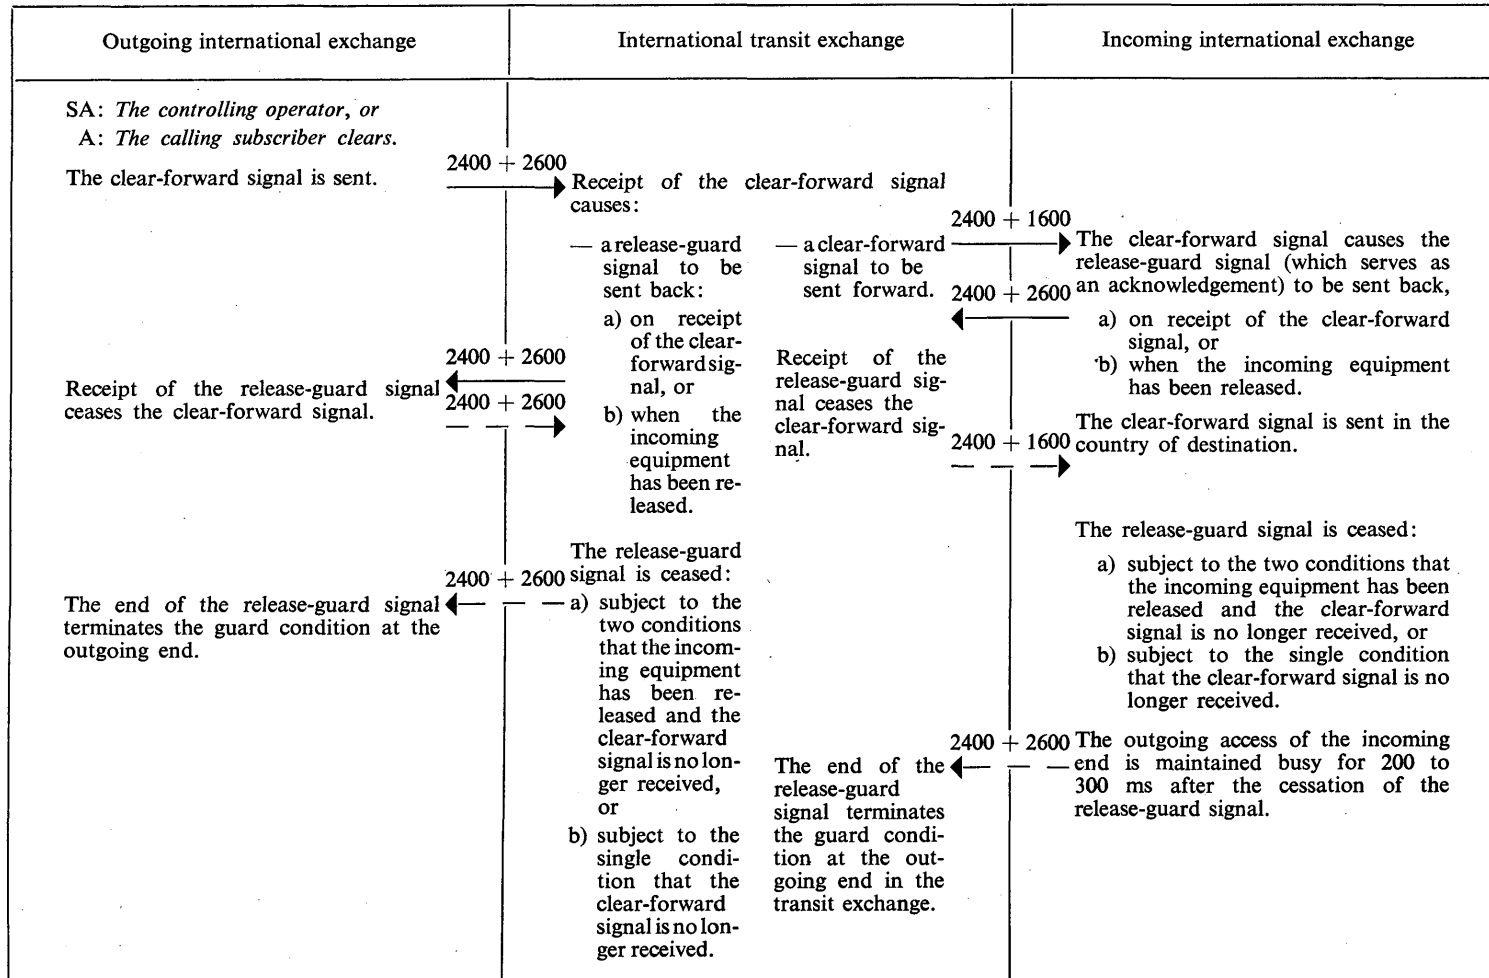 Outgoing international exchange
International transit exchange
Incoming international exchange
SA: The controlling operator, or
A: The calling subscriber clears.
The clear-forward signal is sent.
2400 + 2600
Receipt of the clear-forward signal
causes:
— a release-guard
signal to be
sent back:
a) on receipt
of the clear-
forward sig-
nal, or
b) when the
incoming
equipment
has been re-
leased.
— a clear-forward
signal to be
sent forward.
2400 + 1600
The clear-forward signal causes the
release-guard signal (which serves as
an acknowledgement) to be sent back,
2400 + 2600
a) on receipt of the clear-forward
signal, or
b) when the incoming equipment
has been released.
2400 + 2600
Receipt of the release-guard signal
ceases the clear-forward signal.
2400 + 2600
Receipt of the
release-guard sig-
nal ceases the
clear-forward sig-
nal.
2400 + 1600
The clear-forward signal is sent in the
country of destination.
The release-guard signal is ceased:
a) subject to the two conditions that
the incoming equipment has been
released and the clear-forward
signal is no longer received, or
b) subject to the single condition
that the clear-forward signal is no
longer received.
The release-guard
signal is ceased:
2400 + 2600
The end of the release-guard signal
terminates the guard condition at the
outgoing end.
a) subject to the
two conditions
that the incom-
ing equipment
has been re-
leased and the
clear-forward
signal is no lon-
ger received,
or
b) subject to the
single condi-
tion that the
clear-forward
signal is no lon-
ger received.
2400 + 2600
The end of the
release-guard
signal terminates
the guard condi-
tion at the out-
going end in the
transit exchange.
The outgoing access of the incoming
end is maintained busy for 200 to
300 ms after the cessation of the
release-guard signal.